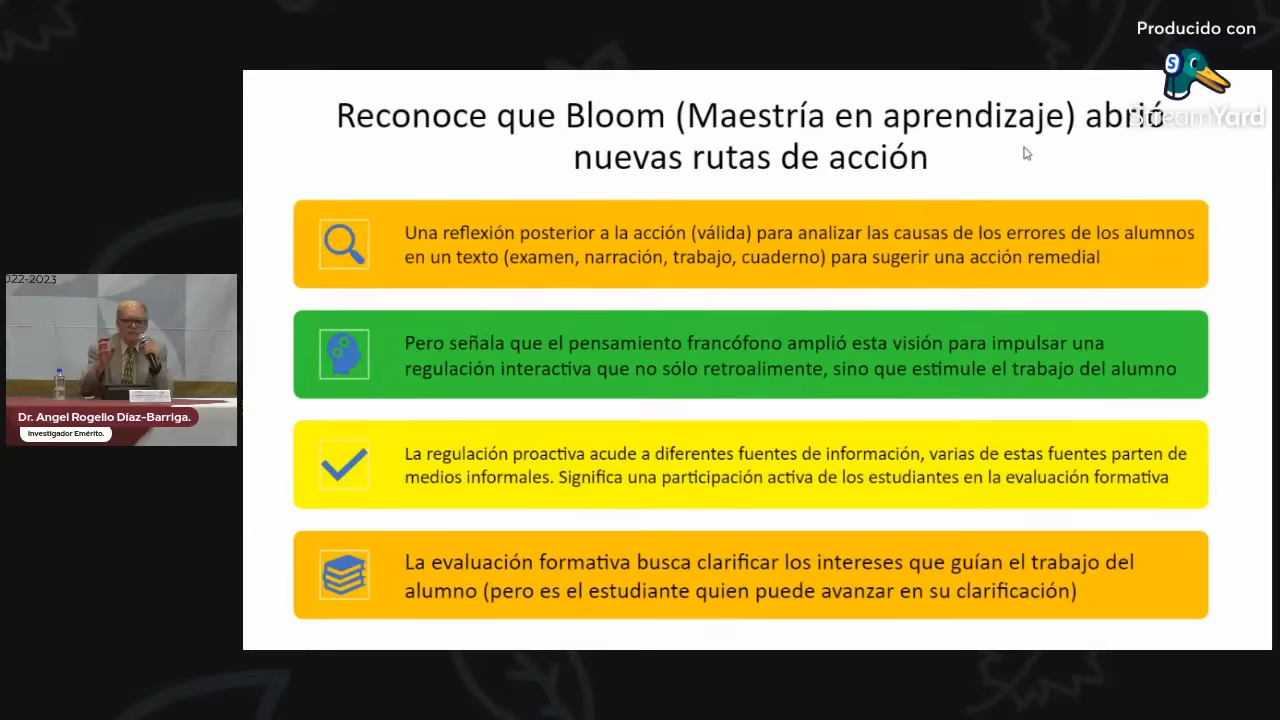 Producido con
StreamYard
Reconoce que Bloom (Maestría en aprendizaje) abrió
nuevas rutas de acción
Una reflexión posterior a la acción (válida) para analizar las causas de los errores de los alumnos
en un texto (examen, narración, trabajo, cuaderno) para sugerir una acción remedial
Pero señala que el pensamiento francófono amplió esta visión para impulsar una
regulación interactiva que no sólo retroalimente, sino que estimule el trabajo del alumno
La regulación proactiva acude a diferentes fuentes de información, varias de estas fuentes parten de
medios informales. Significa una participación activa de los estudiantes en la evaluación formativa
La evaluación formativa busca clarificar los intereses que guían el trabajo del
alumno (pero es el estudiante quien puede avanzar en su clarificación)
022-2023
Dr. Angel Rogelio Díaz-Barriga.
Investigador Emérito.